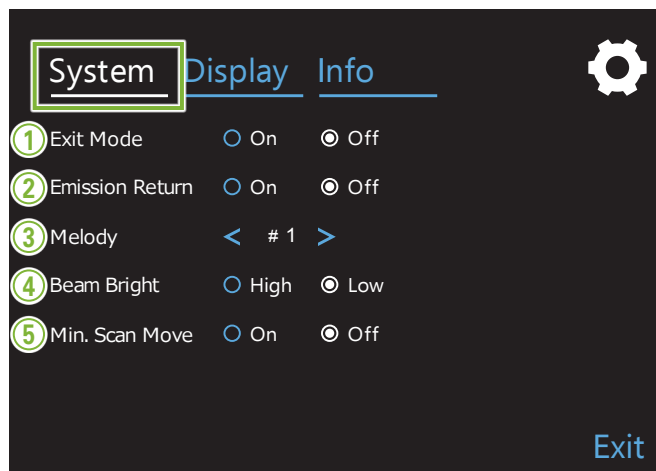 System Display Info
1 Exit Mode On Off
2 Emission Return On Off
3 Melody < # 1 >
4 Beam Bright High Low
5 Min. Scan Move On Off
Exit